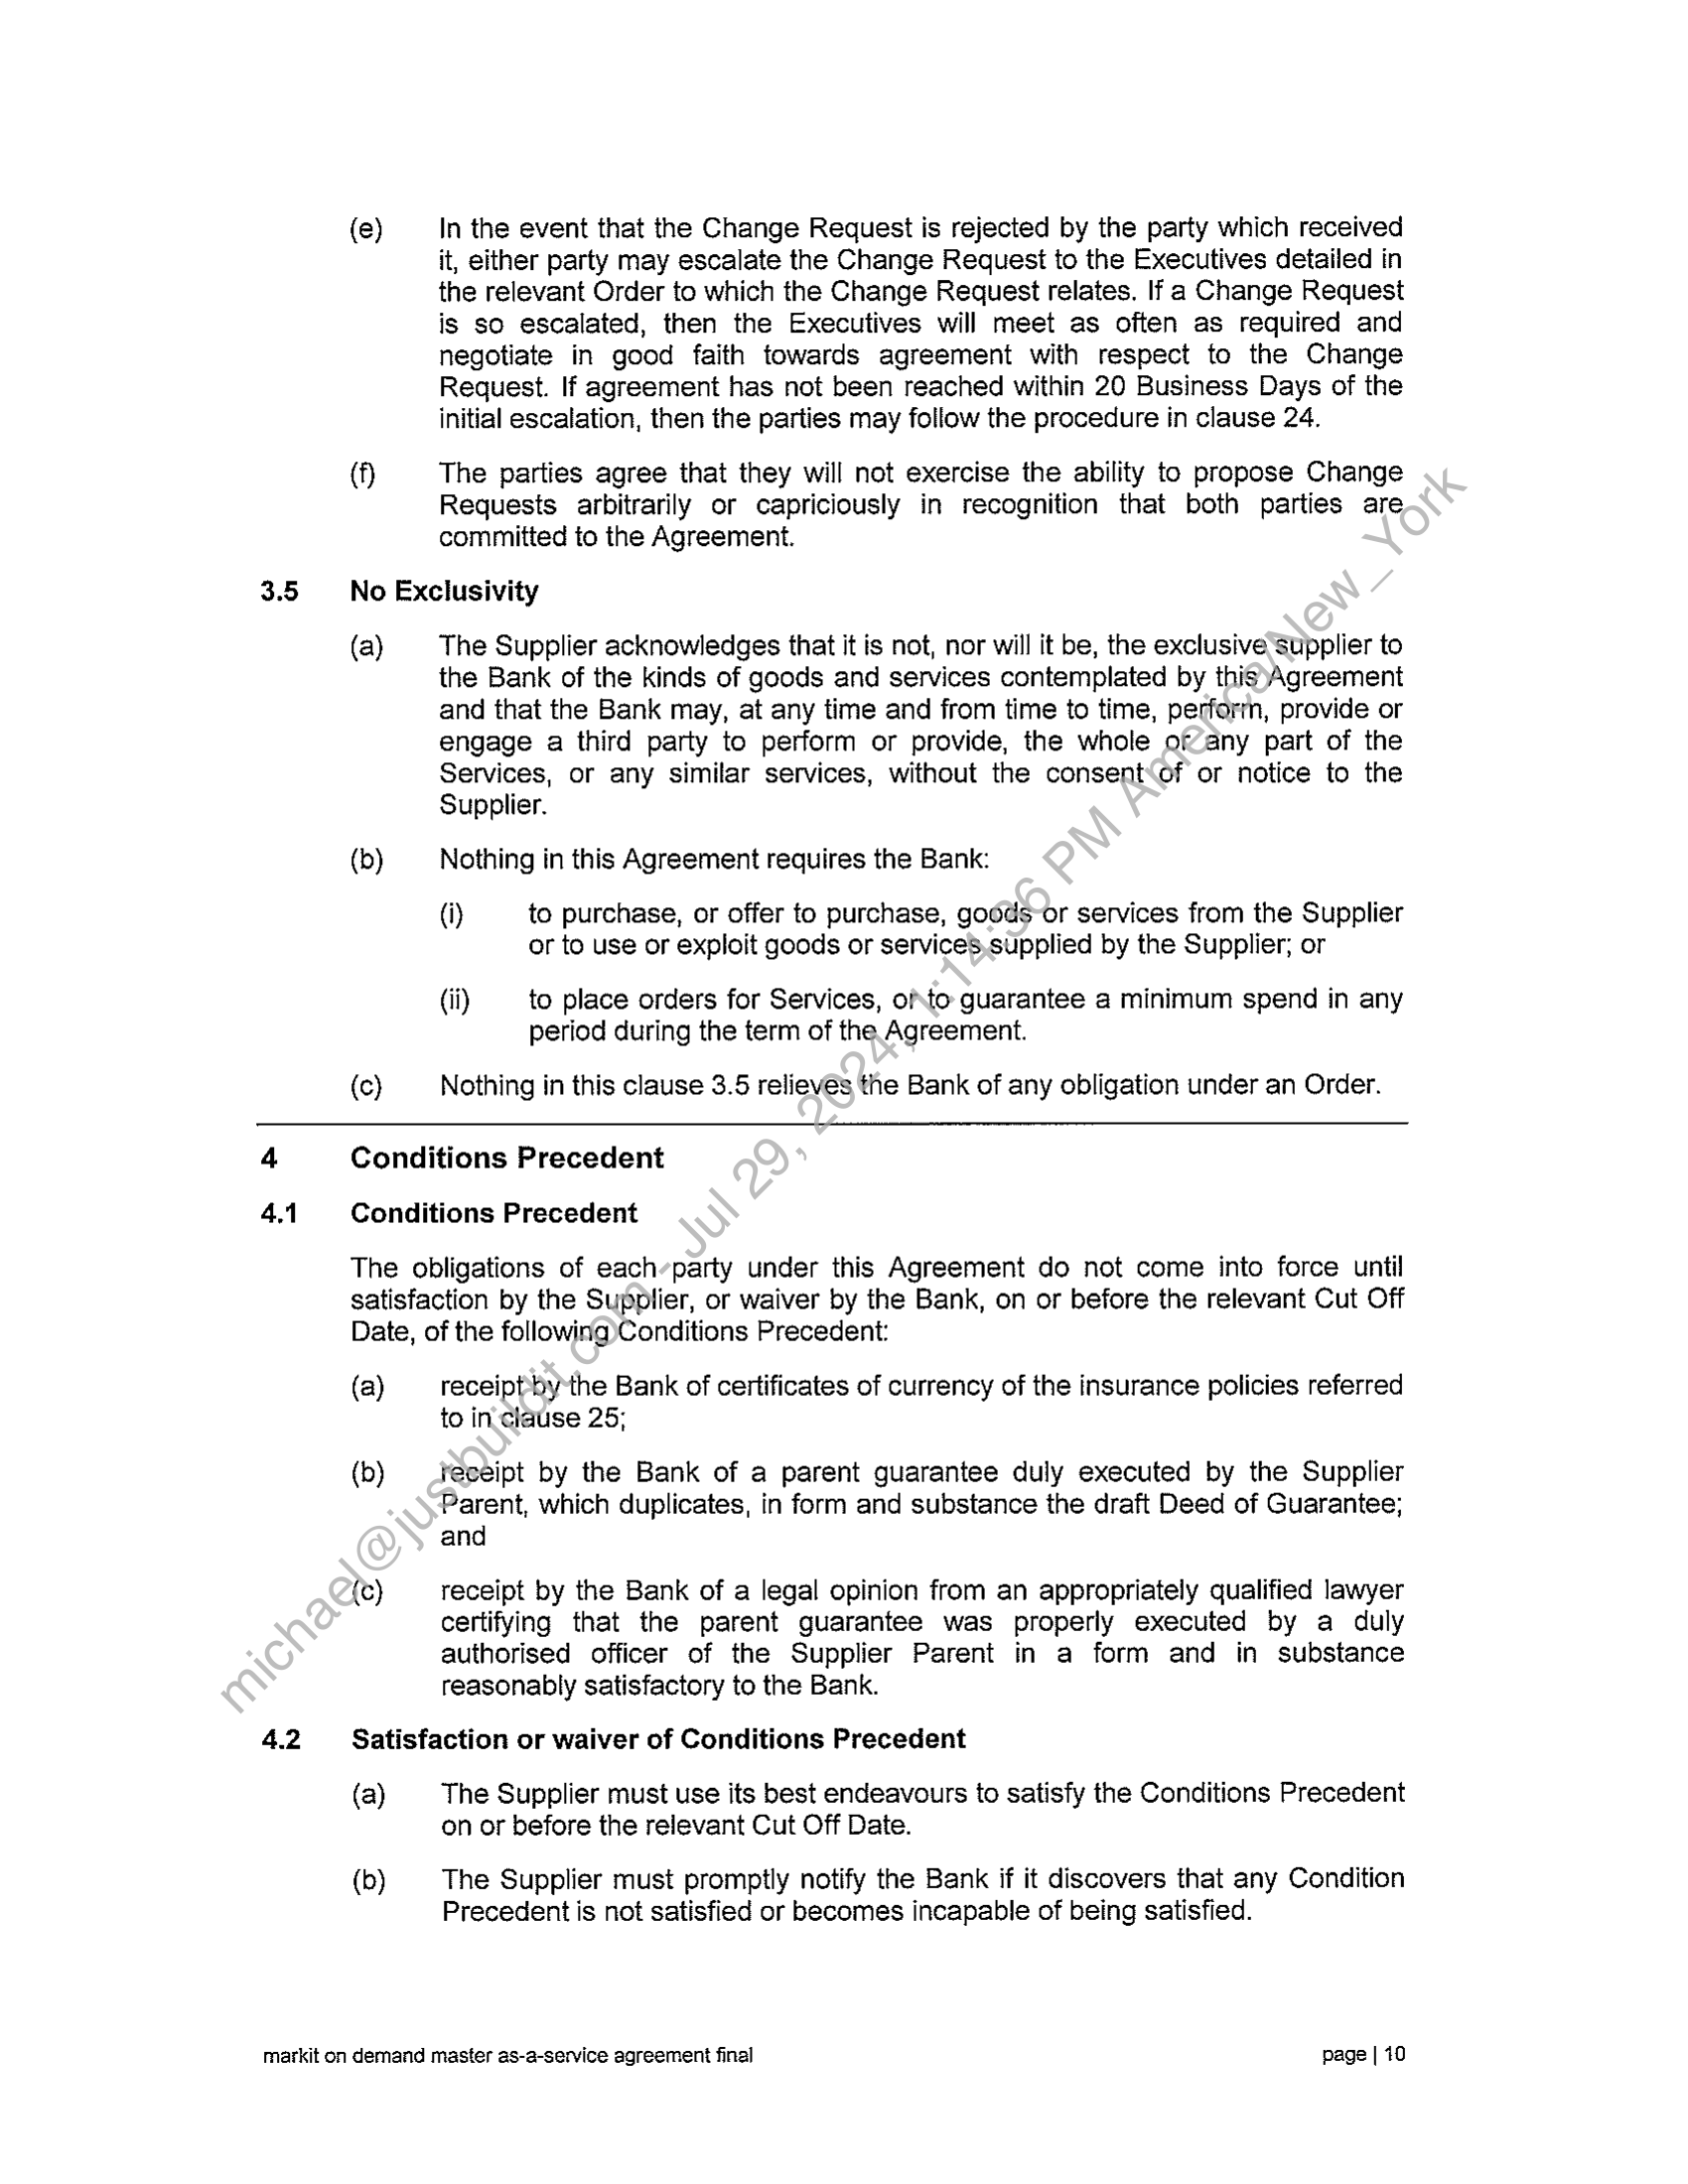 (e) In the event that the Change Request is rejected by the party which received
it, either party may escalate the Change Request to the Executives detailed in
the relevant Order to which the Change Request relates. If a Change Request
is so escalated, then the Executives will meet as often as required and
negotiate in good faith towards agreement with respect to the Change
Request. If agreement has not been reached within 20 Business Days of the
initial escalation, then the parties may follow the procedure in clause 24.
(f) The parties agree that they will not exercise the ability to propose Change
Requests arbitrarily or capriciously in recognition that both parties are
committed to the Agreement.
3.5 No Exclusivity
(a) The Supplier acknowledges that it is not, nor will it be, the exclusive supplier to
the Bank of the kinds of goods and services contemplated by this Agreement
and that the Bank may, at any time and from time to time, perform, provide or
engage a third party to perform or provide, the whole or any part of the
Services, or any similar services, without the consent of or notice to the
Supplier.
(b) Nothing in this Agreement requires the Bank:
(i) to purchase, or offer to purchase, goods or services from the Supplier
or to use or exploit goods or services supplied by the Supplier; or
(ii) to place orders for Services, or to guarantee a minimum spend in any
period during the term of the Agreement.
(c) Nothing in this clause 3.5 relieves the Bank of any obligation under an Order.
4 Conditions Precedent
4.1 Conditions Precedent
The obligations of each party under this Agreement do not come into force until
satisfaction by the Supplier, or waiver by the Bank, on or before the relevant Cut Off
Date, of the following Conditions Precedent:
(a) receipt by the Bank of certificates of currency of the insurance policies referred
to in clause 25;
(b) receipt by the Bank of a parent guarantee duly executed by the Supplier
Parent, which duplicates, in form and substance the draft Deed of Guarantee;
and
(c) receipt by the Bank of a legal opinion from an appropriately qualified lawyer
certifying that the parent guarantee was properly executed by a duly
authorised officer of the Supplier Parent in a form and in substance
reasonably satisfactory to the Bank.
4.2 Satisfaction or waiver of Conditions Precedent
(a) The Supplier must use its best endeavours to satisfy the Conditions Precedent
on or before the relevant Cut Off Date.
(b) The Supplier must promptly notify the Bank if it discovers that any Condition
Precedent is not satisfied or becomes incapable of being satisfied.
markit on demand master as-a-service agreement final page | 10
michael@justbuildit.com - Jul 29, 2024, 1:14:36 PM America/New_York